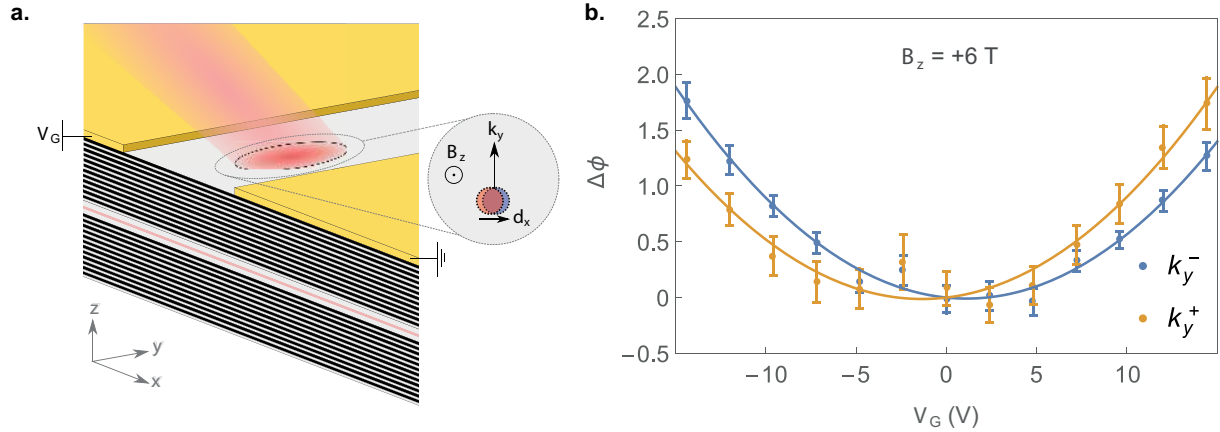 a.
V_G
k_y
B_z
d_x
z
y
x
b.
B_z = +6 T
Δϕ
2.5
2.0
1.5
1.0
0.5
0
−0.5
−10
−5
0
5
10
V_G (V)
k_y^-
k_y^+